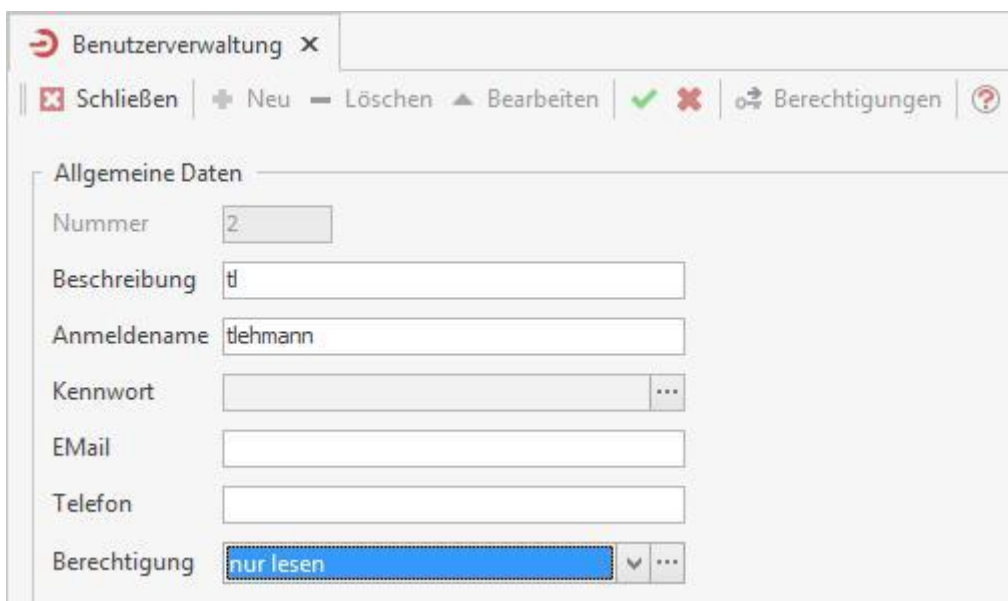 Benutzerverwaltung
Schließen Neu Löschen Bearbeiten Berechtigungen ?
Allgemeine Daten
Nummer 2
Beschreibung tl
Anmeldename tlehmann
Kennwort ...
EMail
Telefon
Berechtigung nur lesen ...